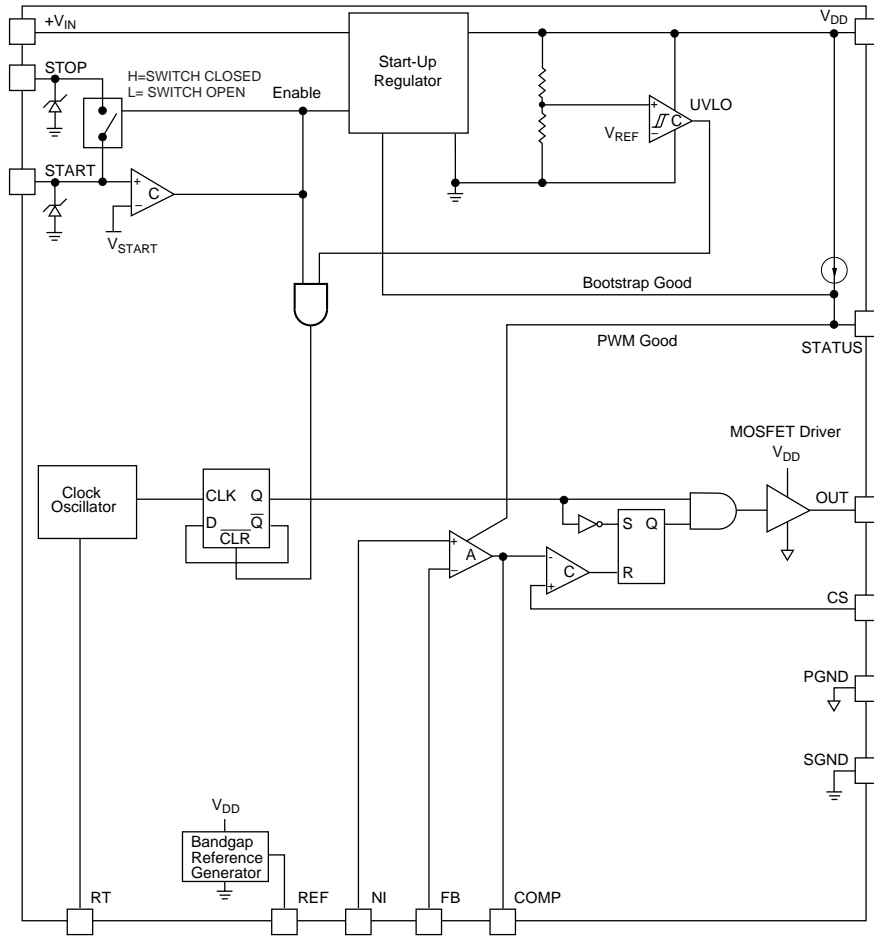 +VIN
VDD
STOP
H=SWITCH CLOSED
L= SWITCH OPEN
Enable
Start-Up
Regulator
+
UVLO
C
VREF
–
START
+
C
–
VSTART
Bootstrap Good
PWM Good
STATUS
MOSFET Driver
VDD
Clock
Oscillator
CLK Q
D Q
CLR
OUT
S Q
R
+
A
–
-
C
+
CS
PGND
SGND
VDD
Bandgap
Reference
Generator
RT
REF
NI
FB
COMP